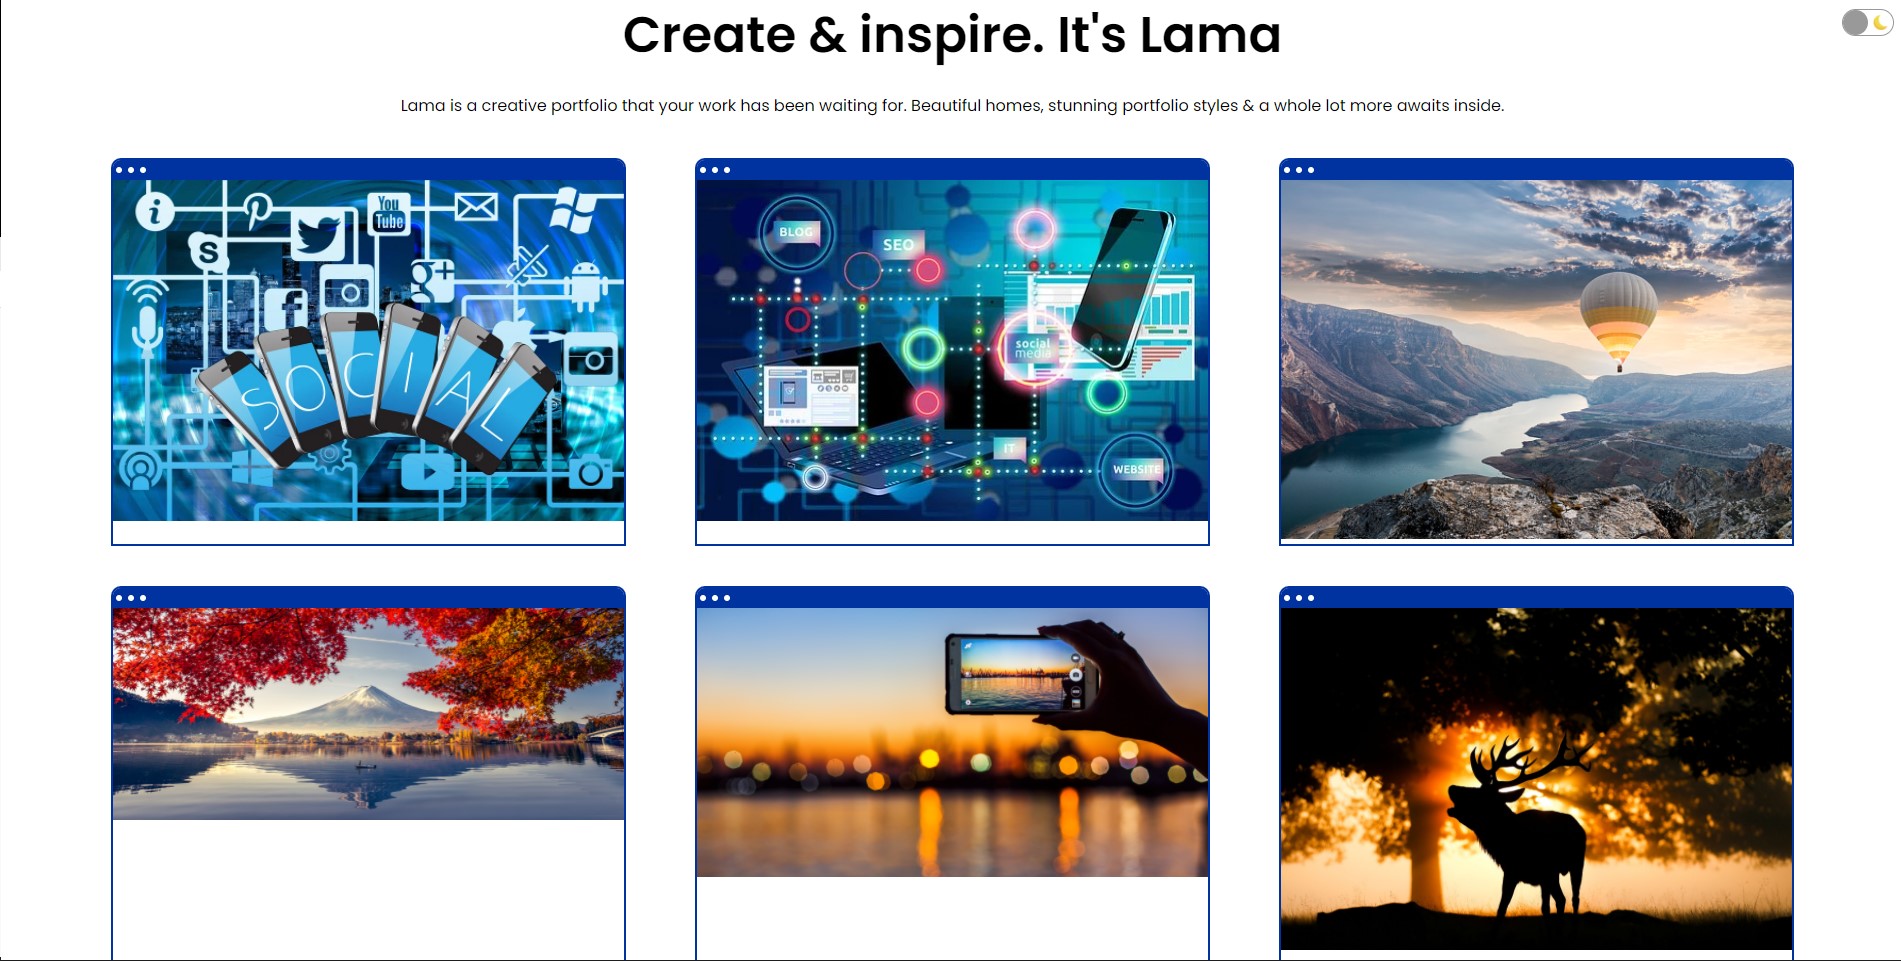 Create & inspire. It's Lama
Lama is a creative portfolio that your work has been waiting for. Beautiful homes, stunning portfolio styles & a whole lot more awaits inside.
You
Tube
SOCIAL
BLOG
SEO
social
media
IT
WEBSITE